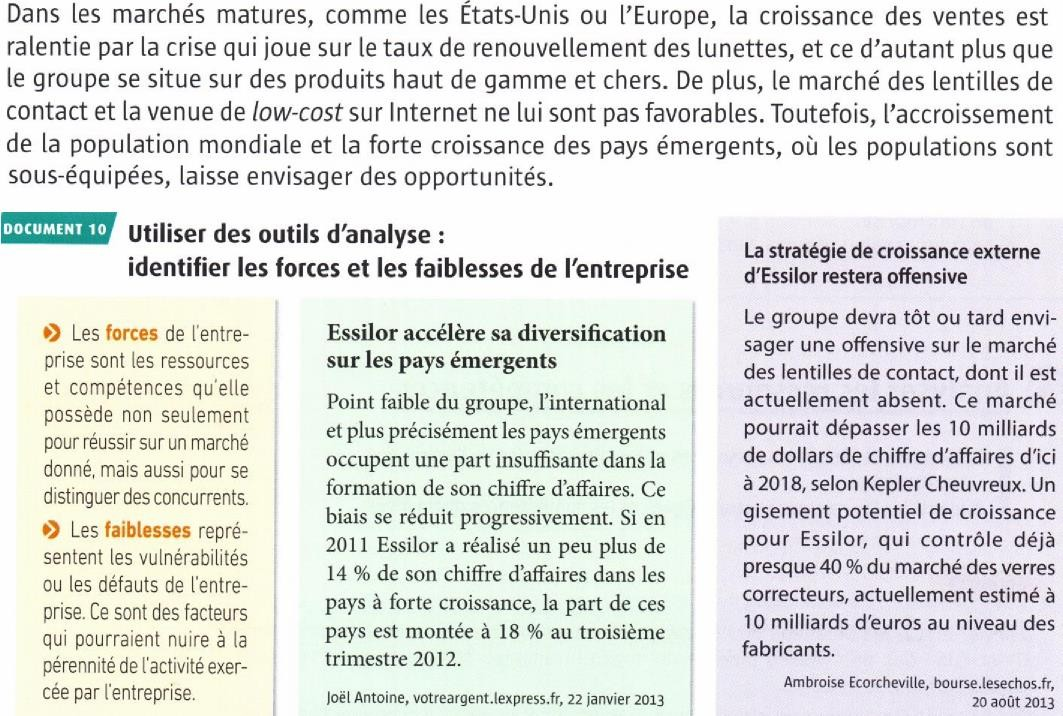 Dans les marchés matures, comme les États-Unis ou l'Europe, la croissance des ventes est
ralentie par la crise qui joue sur le taux de renouvellement des lunettes, et ce d'autant plus que
le groupe se situe sur des produits haut de gamme et chers. De plus, le marché des lentilles de
contact et la venue de low-cost sur Internet ne lui sont pas favorables. Toutefois, l'accroissement
de la population mondiale et la forte croissance des pays émergents, où les populations sont
sous-équipées, laisse envisager des opportunités.
DOCUMENT 10
Utiliser des outils d'analyse :
identifier les forces et les faiblesses de l'entreprise
Les forces de l'entre-
prise sont les ressources
et compétences qu'elle
possède non seulement
pour réussir sur un marché
donné, mais aussi pour se
distinguer des concurrents.
Les faiblesses repré-
sentent les vulnérabilités
ou les défauts de l'entre-
prise. Ce sont des facteurs
qui pourraient nuire à la
pérennité de l'activité exer-
cée par l'entreprise.
Essilor accélère sa diversification
sur les pays émergents
Point faible du groupe, l'international
et plus précisément les pays émergents
occupent une part insuffisante dans la
formation de son chiffre d'affaires. Ce
biais se réduit progressivement. Si en
2011 Essilor a réalisé un peu plus de
14 % de son chiffre d'affaires dans les
pays à forte croissance, la part de ces
pays est montée à 18 % au troisième
trimestre 2012.
Joël Antoine, votreargent.lexpress.fr, 22 janvier 2013
La stratégie de croissance externe
d'Essilor restera offensive
Le groupe devra tôt ou tard envi-
sager une offensive sur le marché
des lentilles de contact, dont il est
actuellement absent. Ce marché
pourrait dépasser les 10 milliards
de dollars de chiffre d'affaires d'ici
à 2018, selon Kepler Cheuvreux. Un
gisement potentiel de croissance
pour Essilor, qui contrôle déjà
presque 40 % du marché des verres
correcteurs, actuellement estimé à
10 milliards d'euros au niveau des
fabricants.
Ambroise Ecorcheville, bourse.lesechos.fr,
20 août 2013